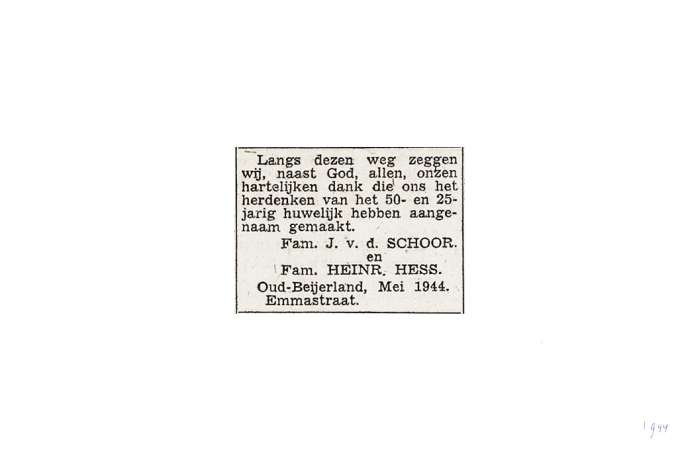 Langs dezen weg zeggen
wij, naast God, allen, onzen
hartelijken dank die ons het
herdenken van het 50- en 25-
jarig huwelijk hebben aange-
naam gemaakt.
Fam. J. v. d. SCHOOR.
en
Fam. HEINR. HESS.
Oud-Beijerland, Mei 1944.
Emmastraat.
1944